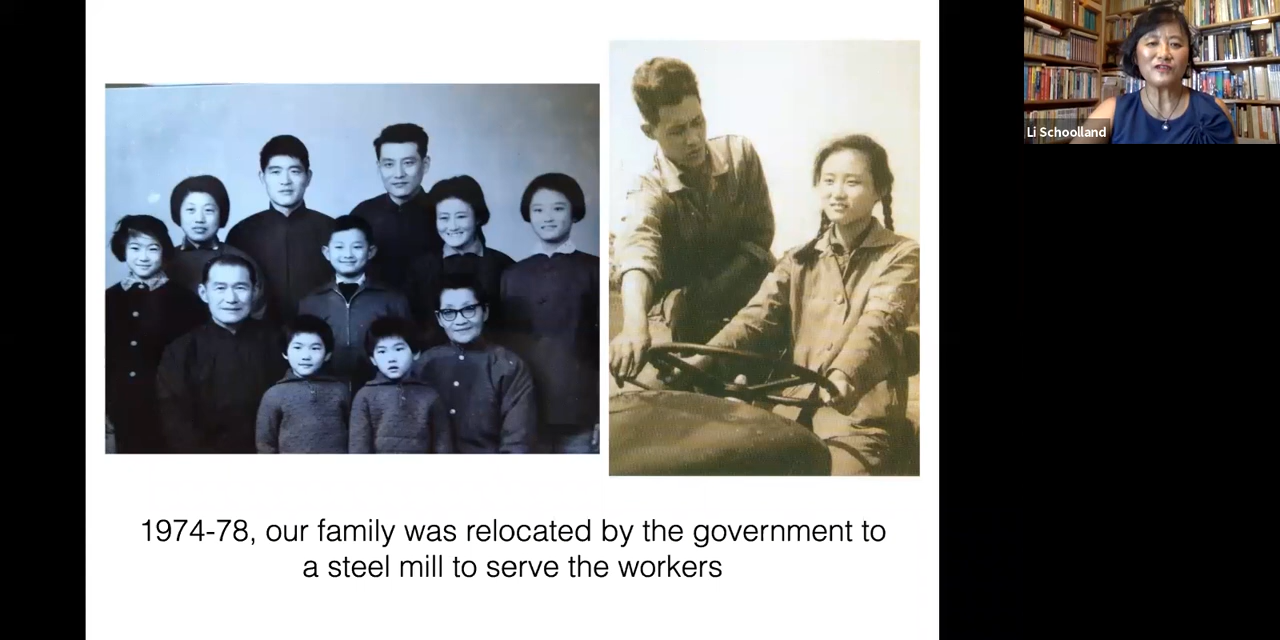 Li Schoolland
1974-78, our family was relocated by the government to
a steel mill to serve the workers